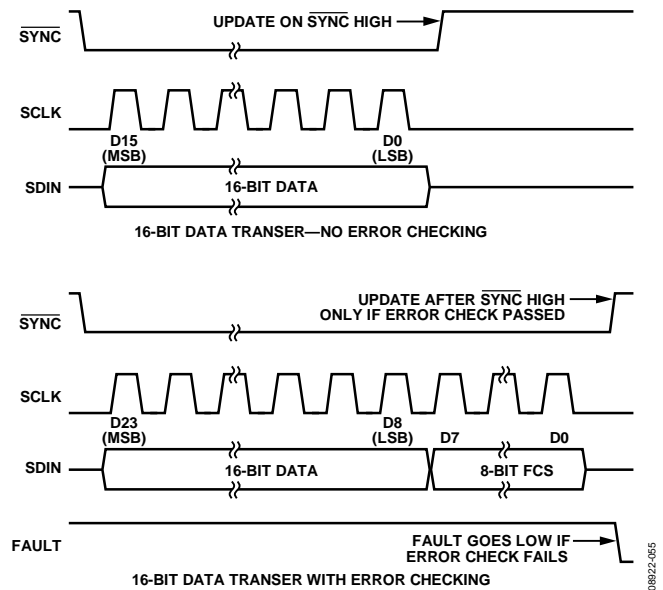 UPDATE ON SYNC HIGH
SYNC
SCLK
D15
(MSB)
D0
(LSB)
SDIN
16-BIT DATA
16-BIT DATA TRANSER—NO ERROR CHECKING
UPDATE AFTER SYNC HIGH
ONLY IF ERROR CHECK PASSED
SYNC
SCLK
D23
(MSB)
D8
(LSB)
D7
D0
SDIN
16-BIT DATA
8-BIT FCS
FAULT
FAULT GOES LOW IF
ERROR CHECK FAILS
16-BIT DATA TRANSER WITH ERROR CHECKING
08922-055